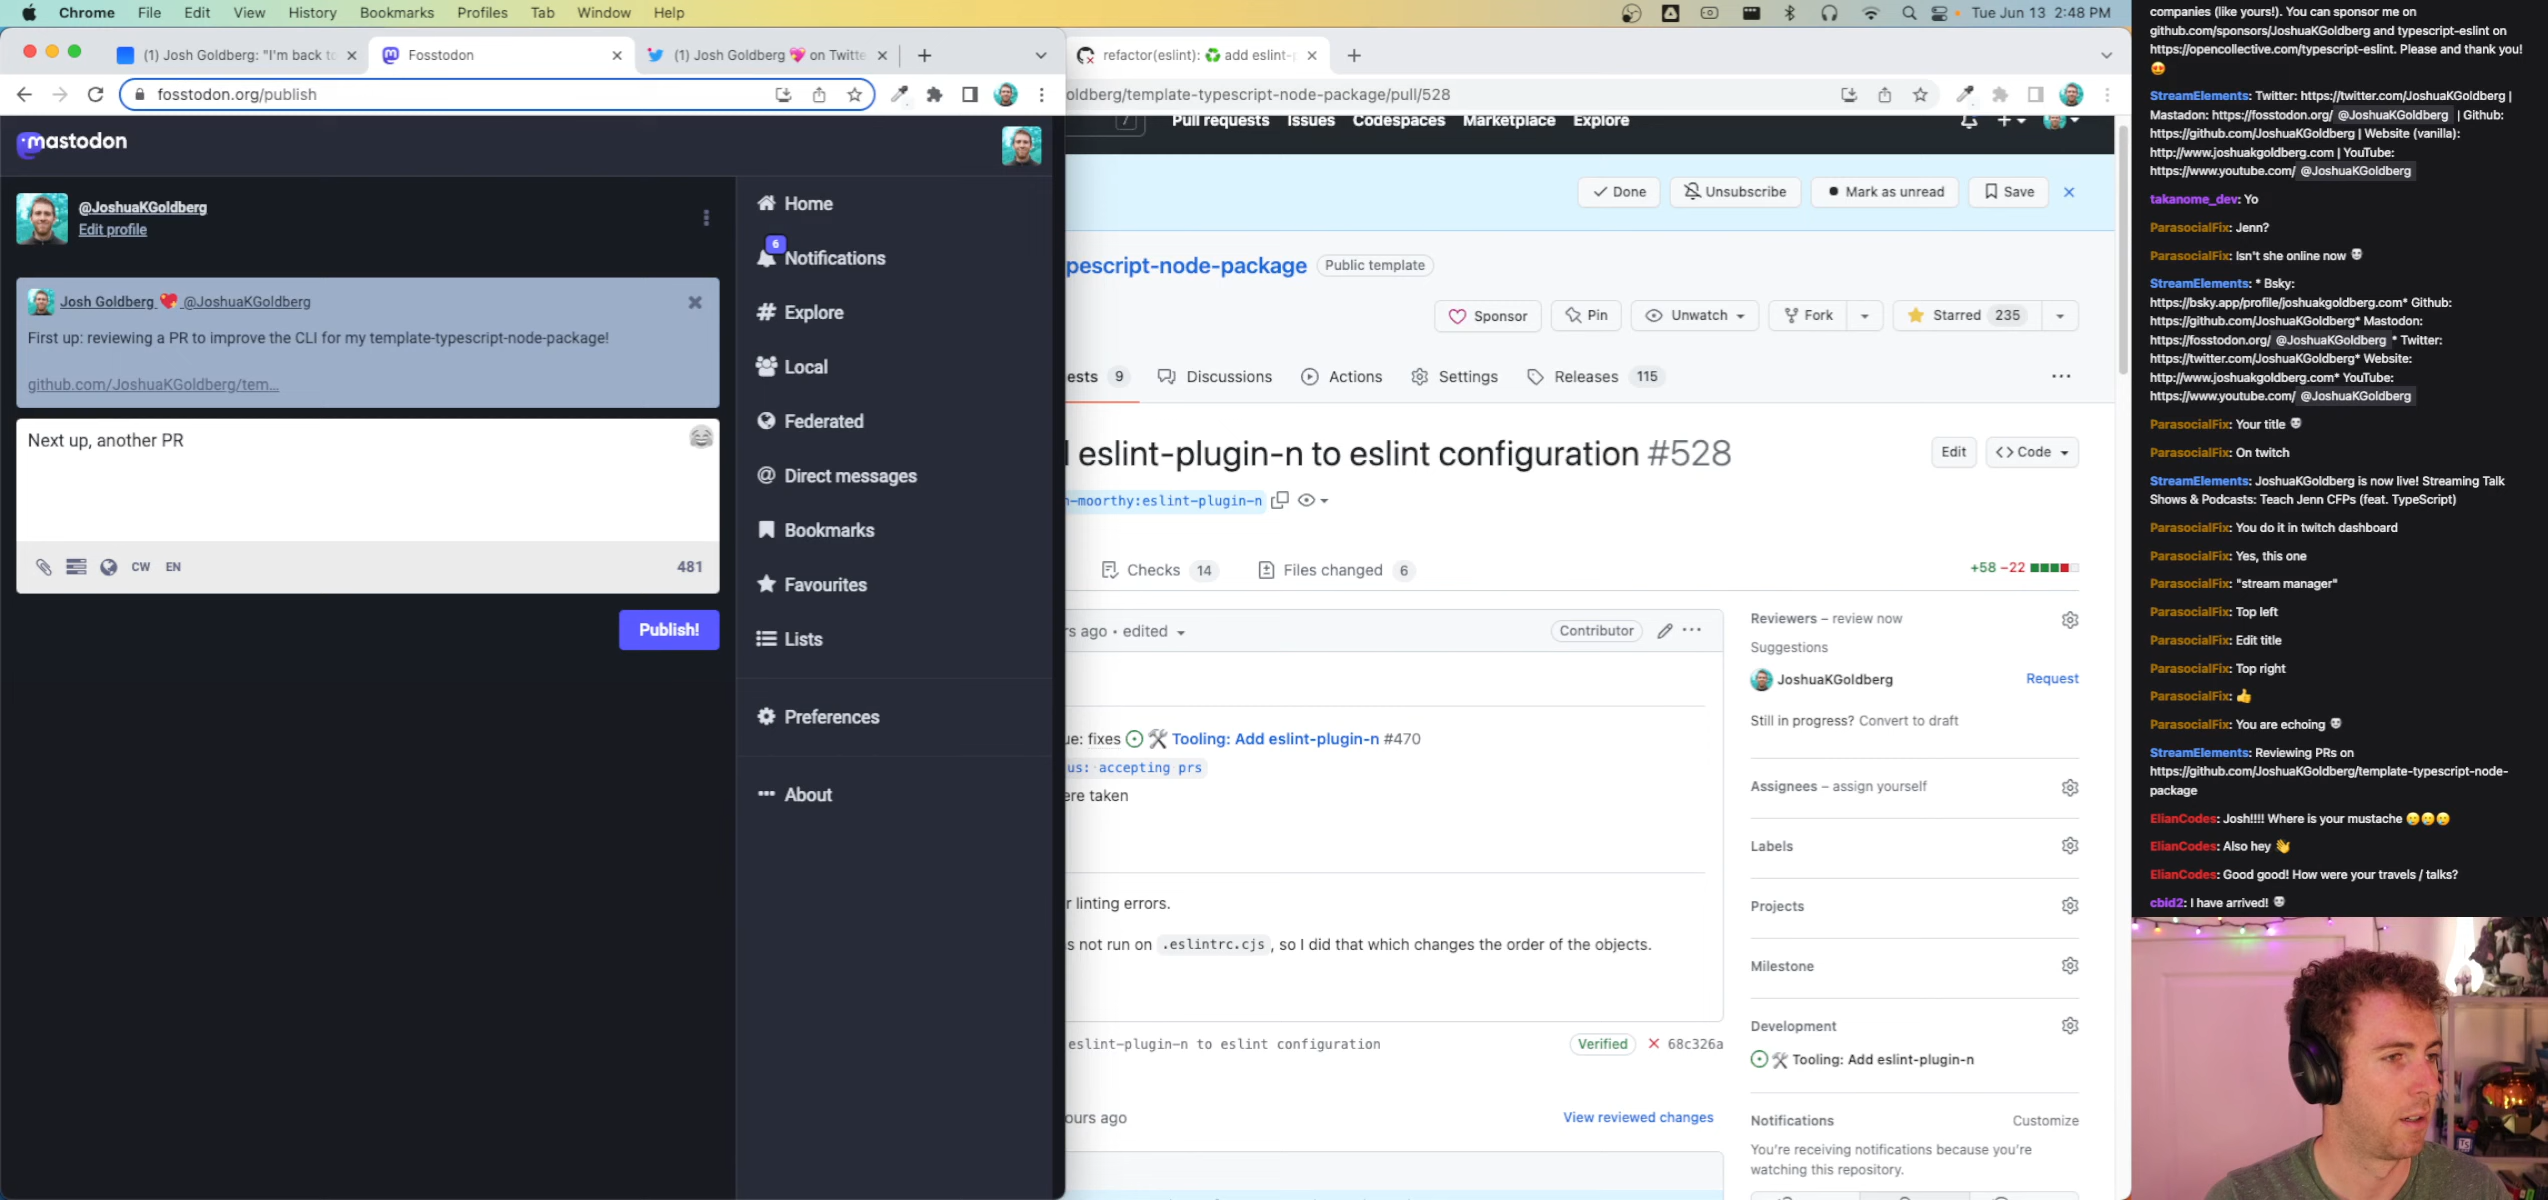 Chrome File Edit View History Bookmarks Profiles Tab Window Help
Tue Jun 13 2:48 PM
(1) Josh Goldberg: "I'm back to
Fosstodon
(1) Josh Goldberg 💖 on Twitte
fosstodon.org/publish
mastodon
@JoshuaKGoldberg
Edit profile
Josh Goldberg 💖 @JoshuaKGoldberg
First up: reviewing a PR to improve the CLI for my template-typescript-node-package!
github.com/JoshuaKGoldberg/tem...
Next up, another PR
CW EN 481
Publish!
Home
6
Notifications
Explore
Local
Federated
Direct messages
Bookmarks
Favourites
Lists
Preferences
About
refactor(eslint): ♻️ add eslint-p
oldberg/template-typescript-node-package/pull/528
/ Pull requests Issues Codespaces Marketplace Explore
Done Unsubscribe Mark as unread Save
pescript-node-package Public template
Sponsor Pin Unwatch Fork Starred 235
ests 9 Discussions Actions Settings Releases 115
eslint-plugin-n to eslint configuration #528
Edit <> Code
n-moorthy:eslint-plugin-n
Checks 14 Files changed 6
+58 −22
rs ago • edited Contributor
ue: fixes 🛠 Tooling: Add eslint-plugin-n #470
us: accepting prs
ere taken
r linting errors.
s not run on .eslintrc.cjs, so I did that which changes the order of the objects.
eslint-plugin-n to eslint configuration Verified 68c326a
ours ago View reviewed changes
Reviewers – review now
Suggestions
JoshuaKGoldberg Request
Still in progress? Convert to draft
Assignees – assign yourself
Labels
Projects
Milestone
Development
🛠 Tooling: Add eslint-plugin-n
Notifications Customize
You're receiving notifications because you're
watching this repository.
companies (like yours!). You can sponsor me on
github.com/sponsors/JoshuaKGoldberg and typescript-eslint on
https://opencollective.com/typescript-eslint. Please and thank you!
😍
StreamElements: Twitter: https://twitter.com/JoshuaKGoldberg |
Mastadon: https://fosstodon.org/ @JoshuaKGoldberg | Github:
https://github.com/JoshuaKGoldberg | Website (vanilla):
http://www.joshuakgoldberg.com | YouTube:
https://www.youtube.com/ @JoshuaKGoldberg
takanome_dev: Yo
ParasocialFix: Jenn?
ParasocialFix: Isn't she online now 💀
StreamElements: * Bsky:
https://bsky.app/profile/joshuakgoldberg.com* Github:
https://github.com/JoshuaKGoldberg* Mastodon:
https://fosstodon.org/ @JoshuaKGoldberg * Twitter:
https://twitter.com/JoshuaKGoldberg* Website:
http://www.joshuakgoldberg.com* YouTube:
https://www.youtube.com/ @JoshuaKGoldberg
ParasocialFix: Your title 💀
ParasocialFix: On twitch
StreamElements: JoshuaKGoldberg is now live! Streaming Talk
Shows & Podcasts: Teach Jenn CFPs (feat. TypeScript)
ParasocialFix: You do it in twitch dashboard
ParasocialFix: Yes, this one
ParasocialFix: "stream manager"
ParasocialFix: Top left
ParasocialFix: Edit title
ParasocialFix: Top right
ParasocialFix: 👍
ParasocialFix: You are echoing 💀
StreamElements: Reviewing PRs on
https://github.com/JoshuaKGoldberg/template-typescript-node-
package
ElianCodes: Josh!!!! Where is your mustache 🥲🥲🥲
ElianCodes: Also hey 👋
ElianCodes: Good good! How were your travels / talks?
cbid2: I have arrived! 💀